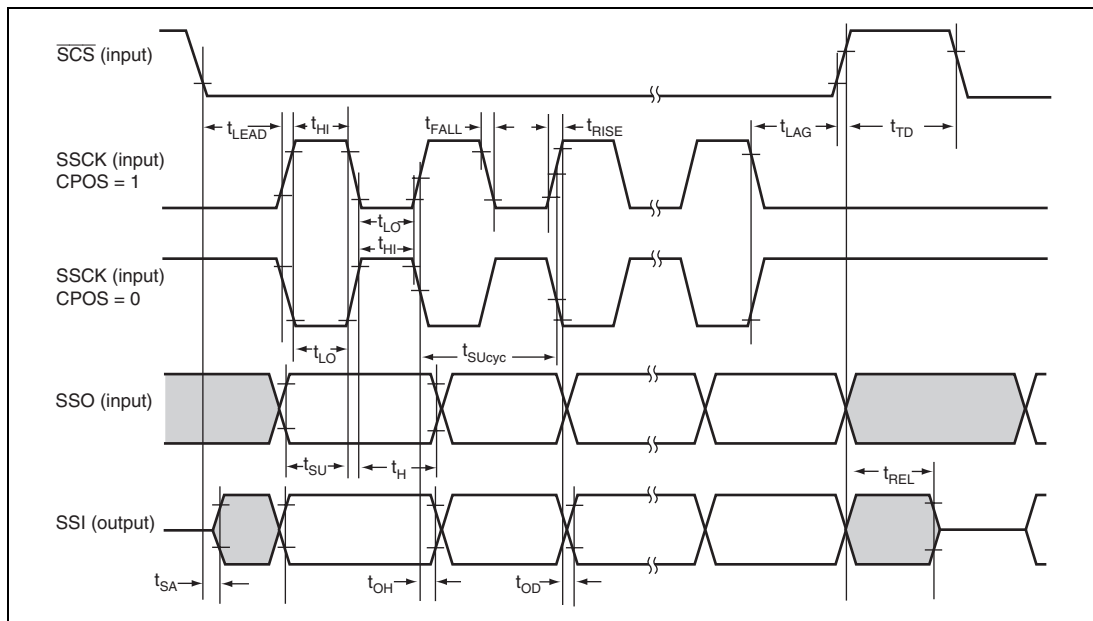 SCS (input)
tLEAD
tHI
tFALL
tRISE
tLAG
tTD
SSCK (input)
CPOS = 1
tLO
tHI
SSCK (input)
CPOS = 0
tLO
tSUcyc
SSO (input)
tSU
tH
tREL
SSI (output)
tSA
tOH
tOD